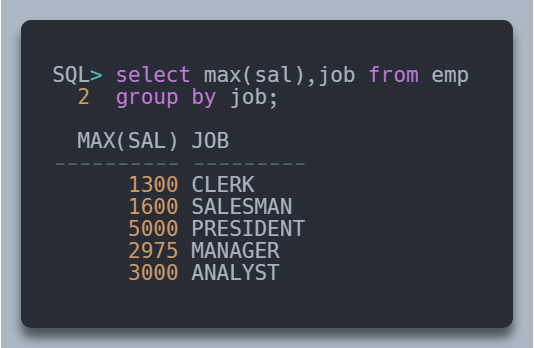 SQL> select max(sal),job from emp
2 group by job;
MAX(SAL) JOB
---------- ---------
1300 CLERK
1600 SALESMAN
5000 PRESIDENT
2975 MANAGER
3000 ANALYST